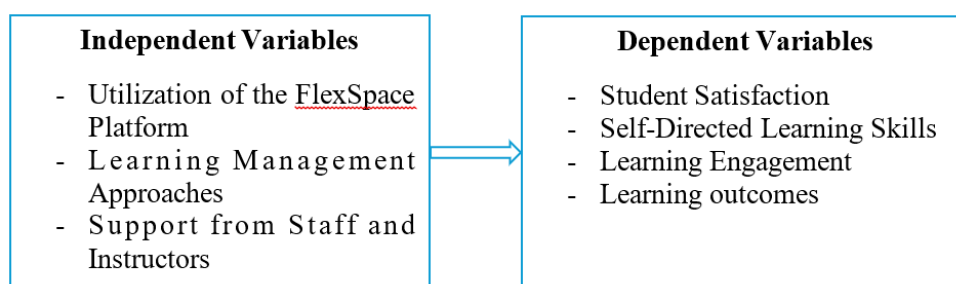 Independent Variables
- Utilization of the FlexSpace
Platform
- Learning Management
Approaches
- Support from Staff and
Instructors
Dependent Variables
- Student Satisfaction
- Self-Directed Learning Skills
- Learning Engagement
- Learning outcomes